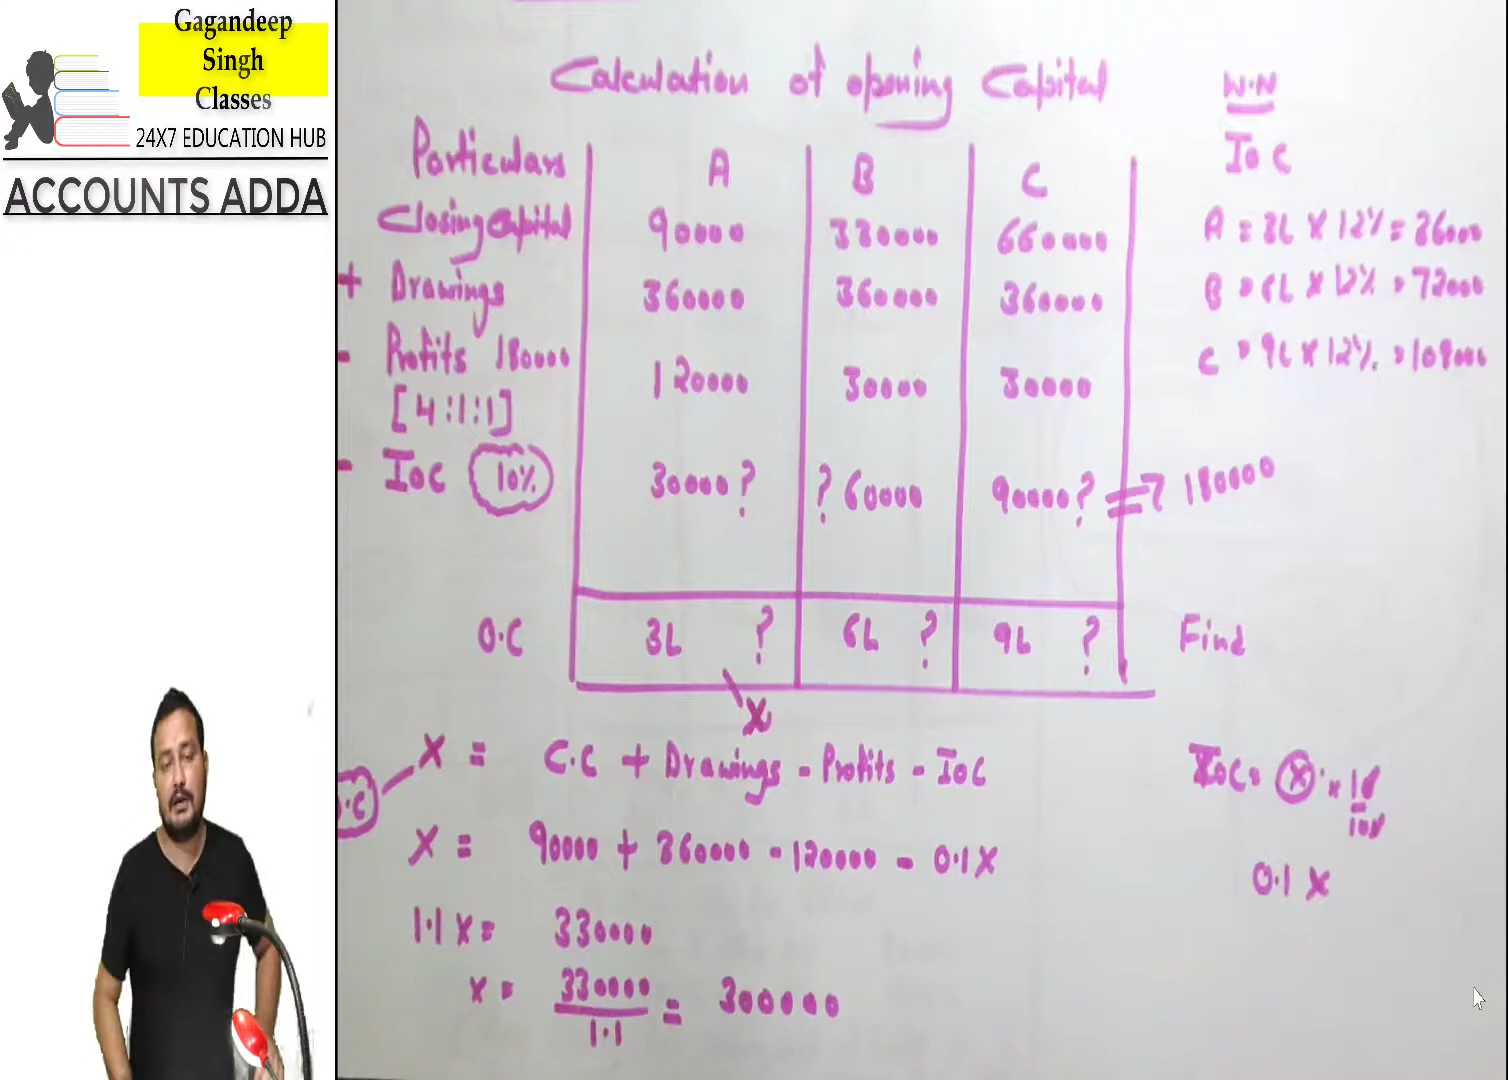 Gagandeep
Singh
Classes
24X7 EDUCATION HUB
ACCOUNTS ADDA
Calculation of opening Capital
Particulars A B C
Closing Capital 90000 330000 660000
+ Drawings 360000 360000 360000
- Profits 180000 120000 30000 30000
[4:1:1]
- IOC 10% 30000? ?60000 90000? => 180000
O.C 3L ? 6L ? 9L ? Find
X
X = C.C + Drawings - Profits - IOC
X = 90000 + 360000 - 120000 - 0.1X
1.1 X = 330000
X = 330000 / 1.1 = 300000
W.N
IOC
A = 3L X 12% = 36000
B = 6L X 12% = 72000
C = 9L X 12% = 108000
IOC = X × 10/100
0.1 X